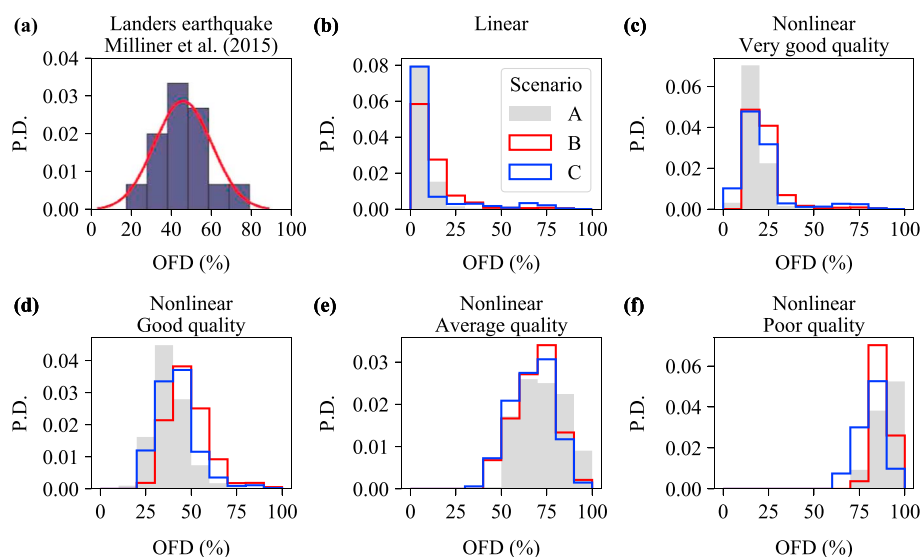 (a)
Landers earthquake
Milliner et al. (2015)
P.D.
0.04
0.03
0.02
0.01
0.00
0 20 40 60 80 100
OFD (%)
(b)
Linear
P.D.
0.08
0.06
0.04
0.02
0.00
0 25 50 75 100
OFD (%)
Scenario
A
B
C
(c)
Nonlinear
Very good quality
P.D.
0.06
0.04
0.02
0.00
0 25 50 75 100
OFD (%)
(d)
Nonlinear
Good quality
P.D.
0.04
0.03
0.02
0.01
0.00
0 25 50 75 100
OFD (%)
(e)
Nonlinear
Average quality
P.D.
0.03
0.02
0.01
0.00
0 25 50 75 100
OFD (%)
(f)
Nonlinear
Poor quality
P.D.
0.06
0.04
0.02
0.00
0 25 50 75 100
OFD (%)